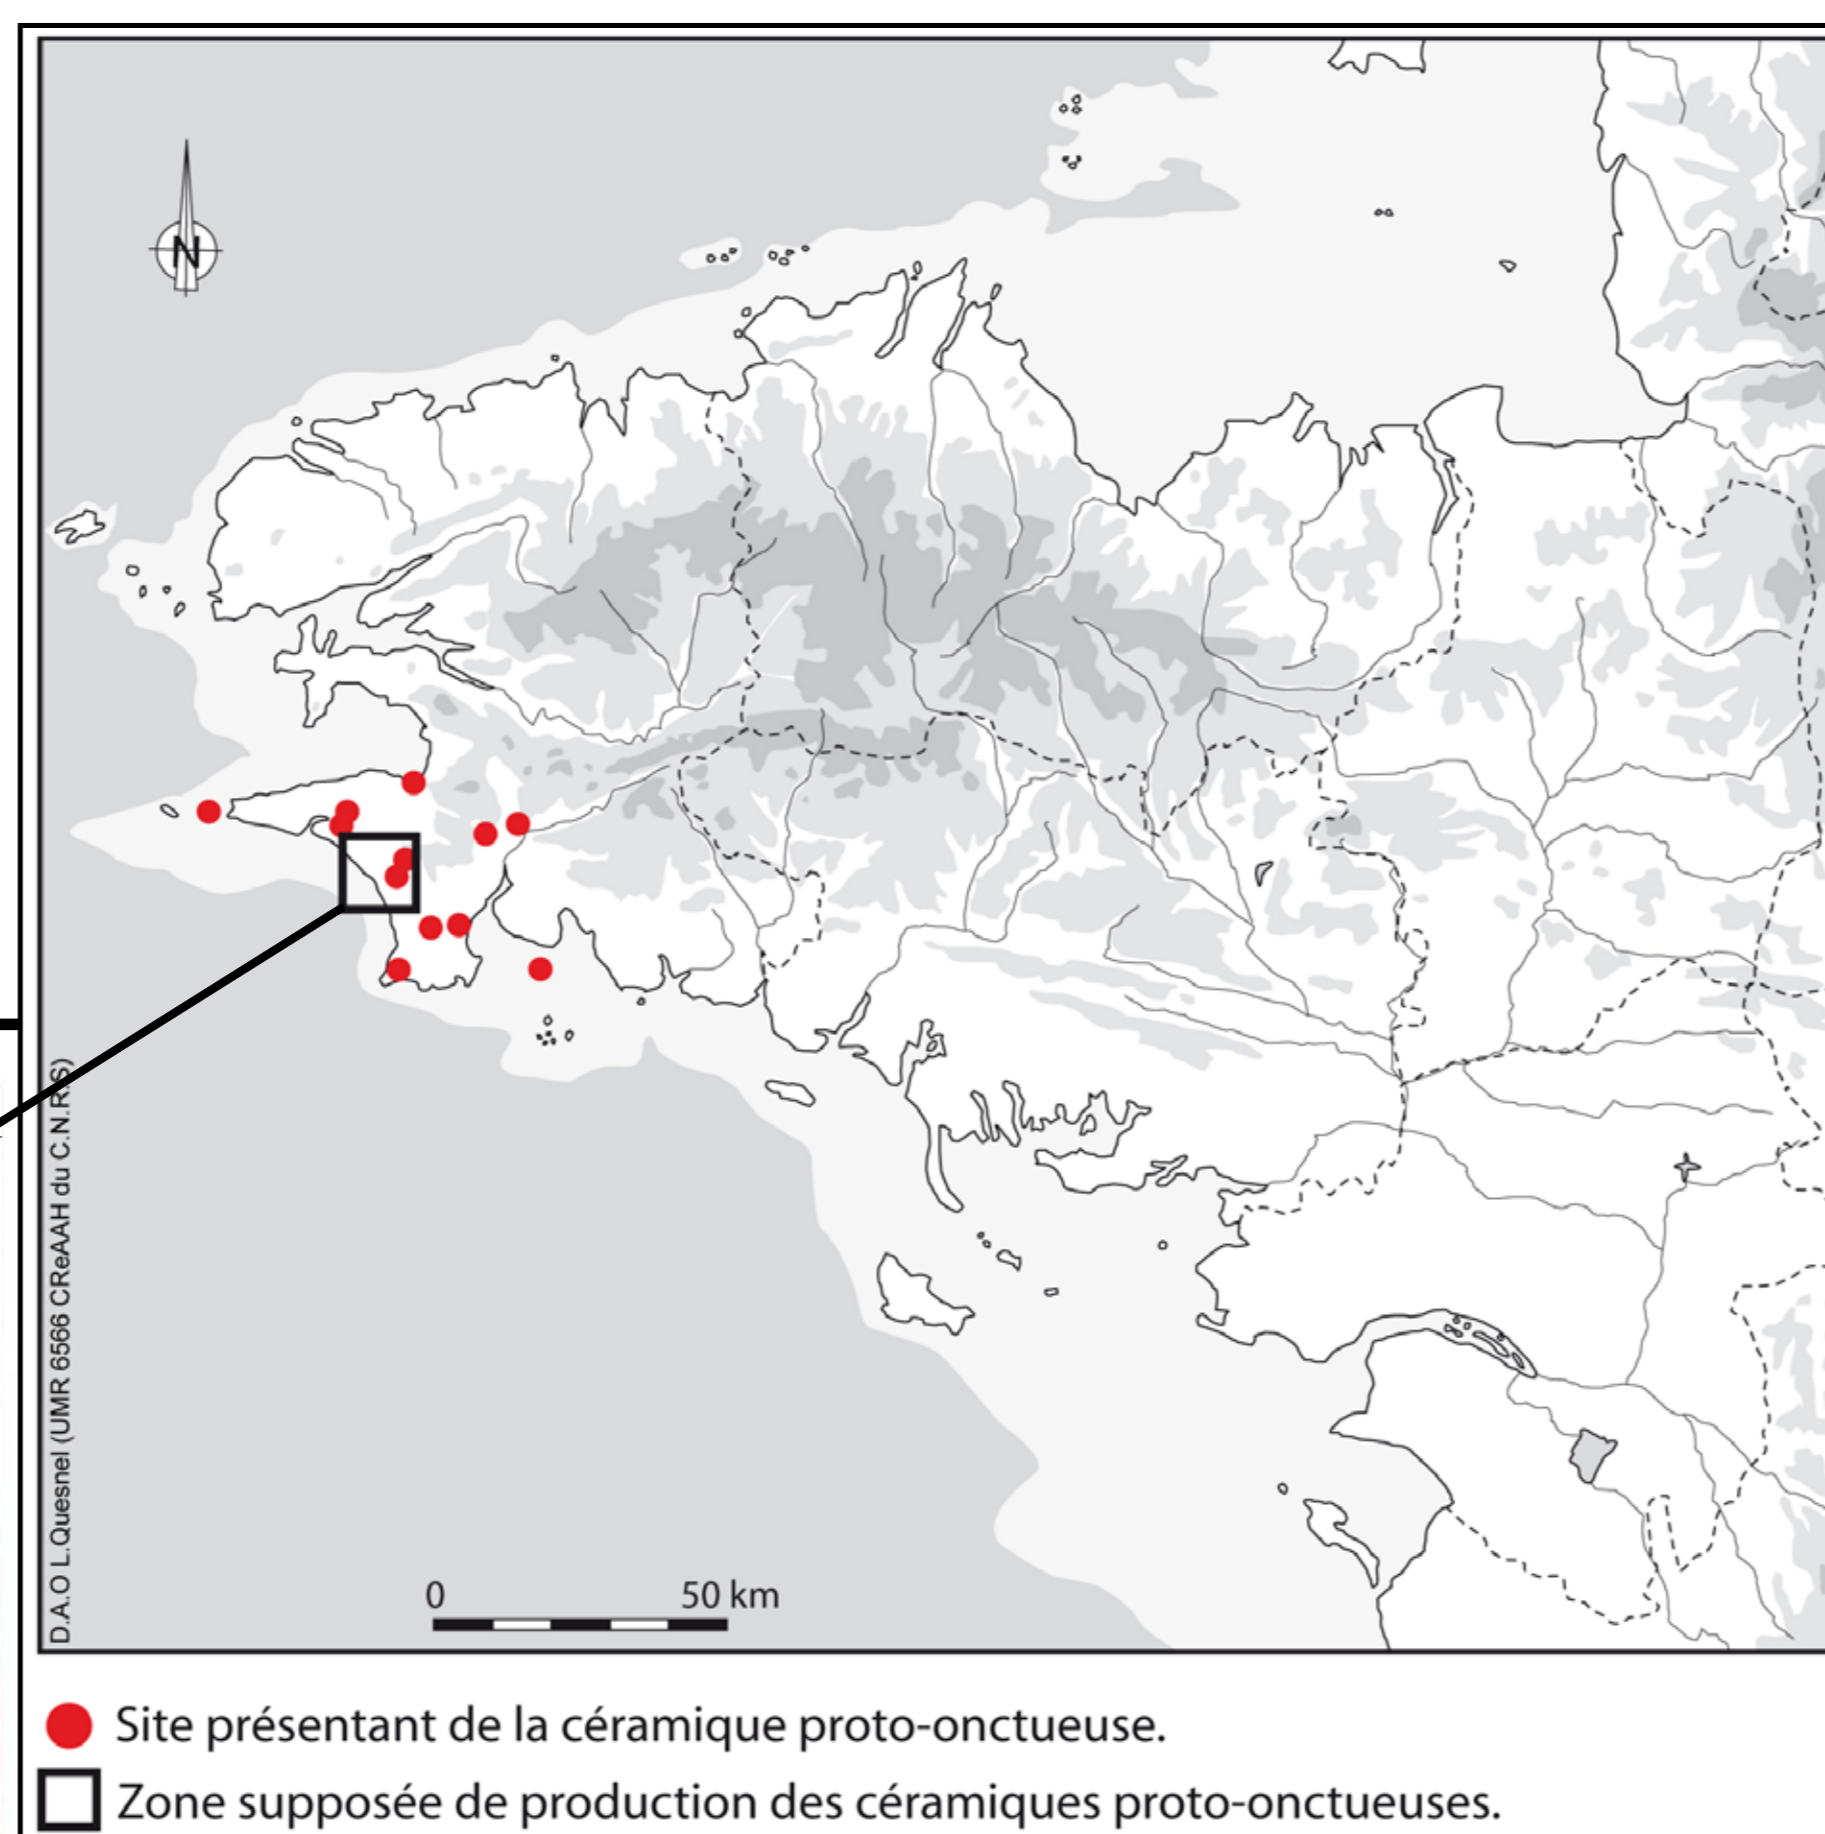 N
D.A.O L.Quesnel (UMR 6566 CReAAH du C.N.R.S)
0 50 km
Site présentant de la céramique proto-onctueuse.
Zone supposée de production des céramiques proto-onctueuses.